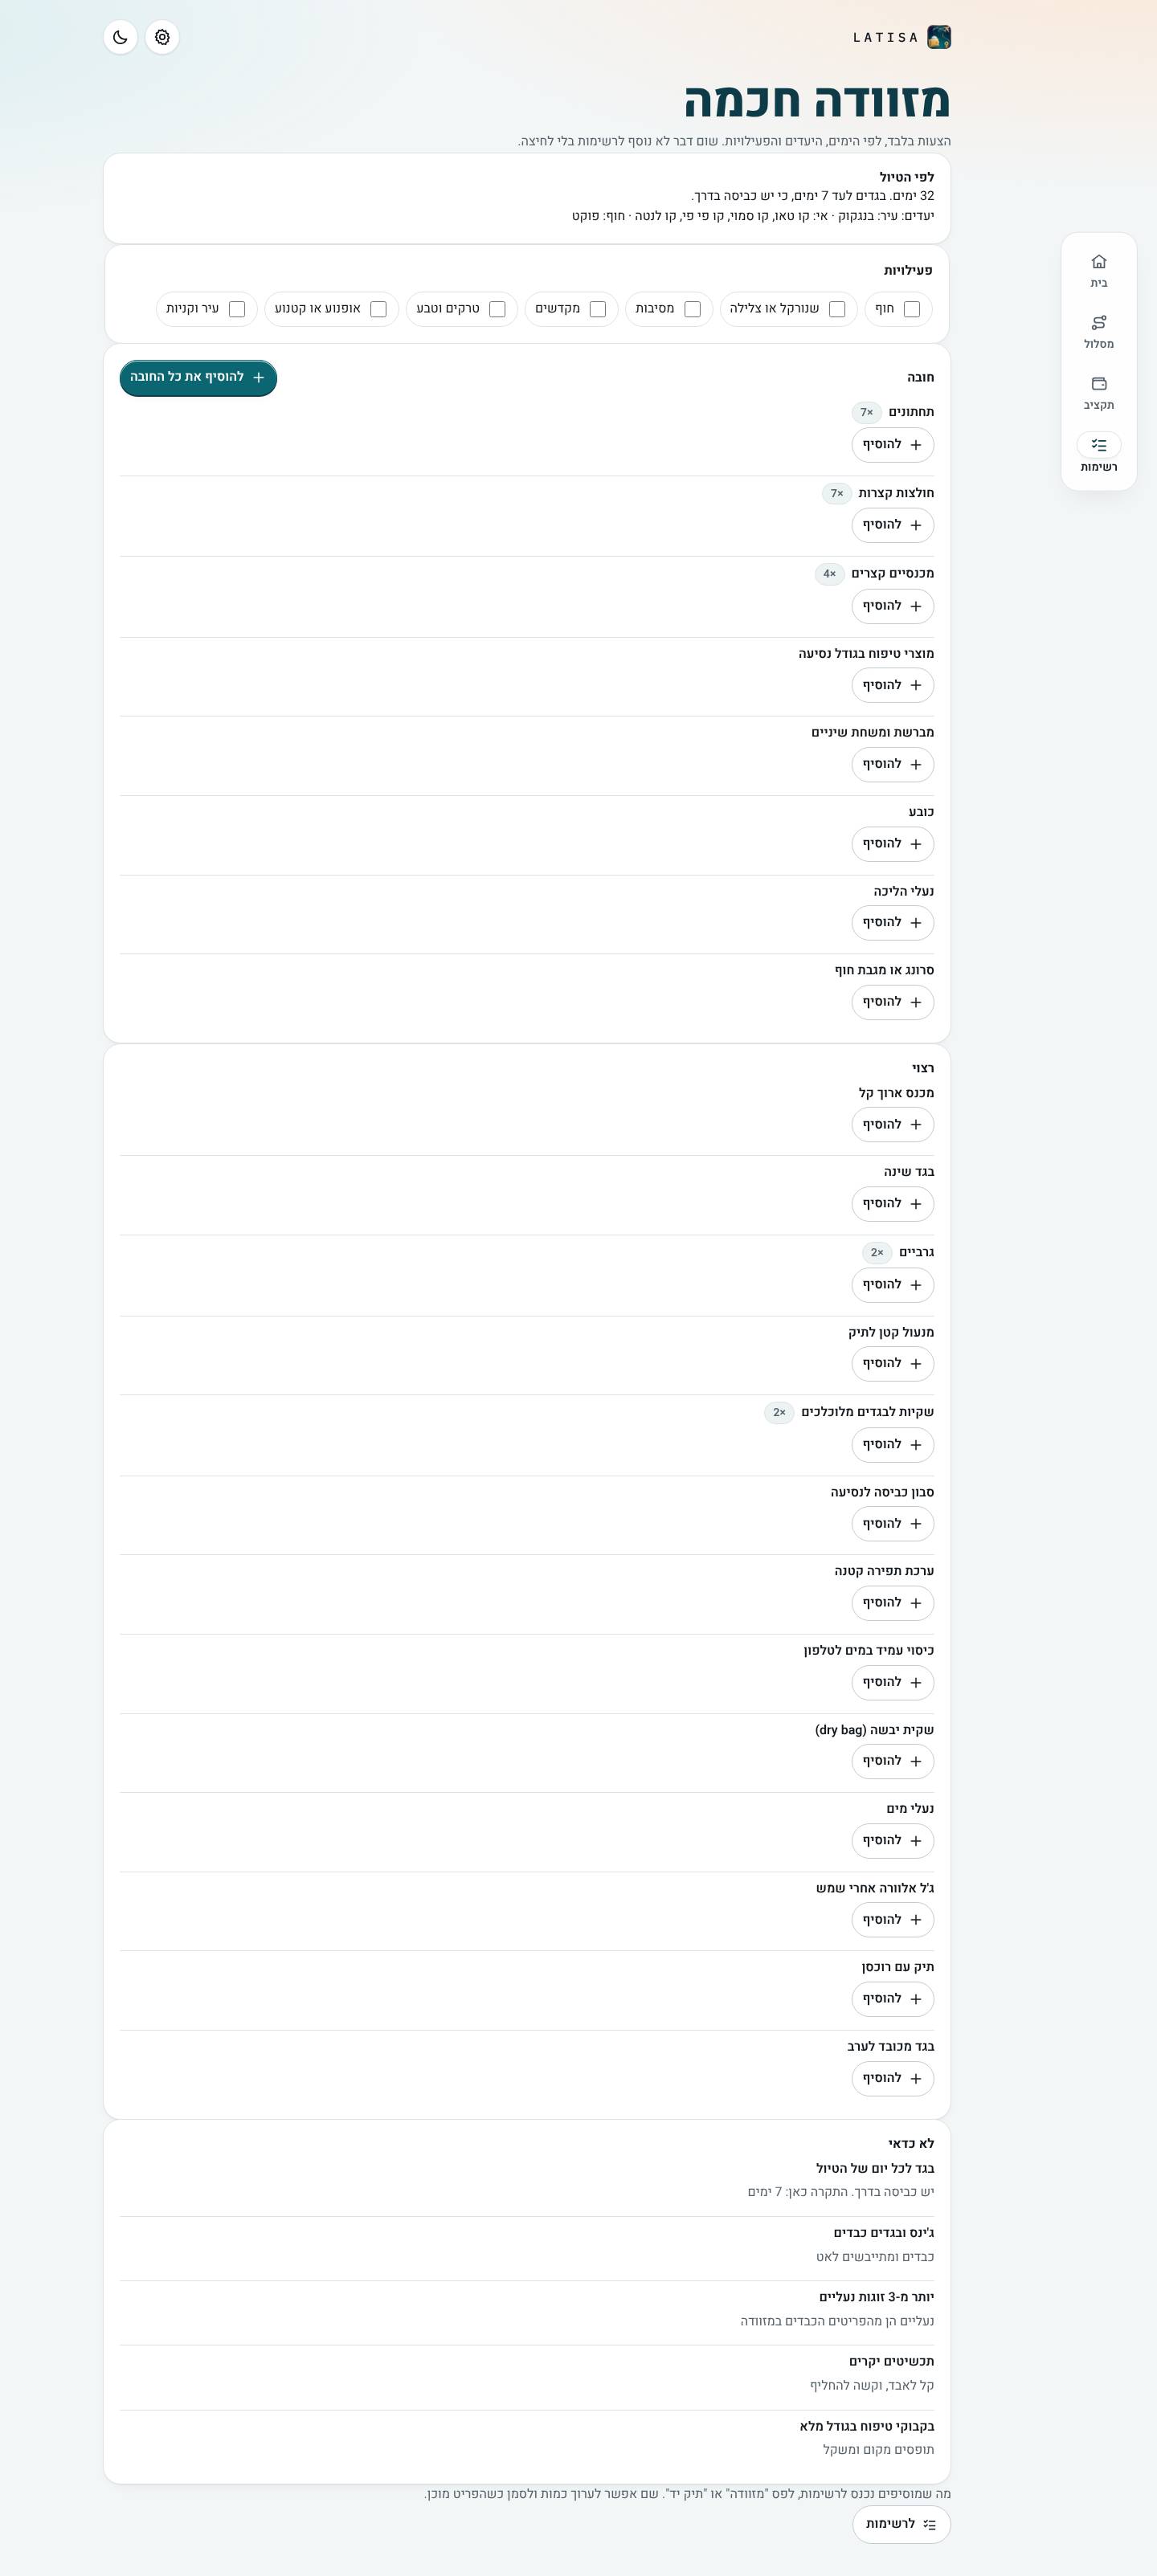 LATISA
מזוודה חכמה
הצעות בלבד, לפי הימים, היעדים והפעילויות. שום דבר לא נוסף לרשימות בלי לחיצה.
לפי הטיול
32 ימים. בגדים לעד 7 ימים, כי יש כביסה בדרך.
יעדים: עיר: בנגקוק · אי: קו טאו, קו סמוי, קו פי פי, קו לנטה · חוף: פוקט
בית
מסלול
תקציב
רשימות
פעילויות
חוף
שנורקל או צלילה
מסיבות
מקדשים
טרקים וטבע
אופנוע או קטנוע
עיר וקניות
חובה
להוסיף את כל החובה
תחתונים ×7
להוסיף
חולצות קצרות ×7
להוסיף
מכנסיים קצרים ×4
להוסיף
מוצרי טיפוח בגודל נסיעה
להוסיף
מברשת ומשחת שיניים
להוסיף
כובע
להוסיף
נעלי הליכה
להוסיף
סרונג או מגבת חוף
להוסיף
רצוי
מכנס ארוך קל
להוסיף
בגד שינה
להוסיף
גרביים ×2
להוסיף
מנעול קטן לתיק
להוסיף
שקיות לבגדים מלוכלכים ×2
להוסיף
סבון כביסה לנסיעה
להוסיף
ערכת תפירה קטנה
להוסיף
כיסוי עמיד במים לטלפון
להוסיף
שקית יבשה (dry bag)
להוסיף
נעלי מים
להוסיף
ג'ל אלוורה אחרי שמש
להוסיף
תיק עם רוכסן
להוסיף
בגד מכובד לערב
להוסיף
לא כדאי
בגד לכל יום של הטיול
יש כביסה בדרך. התקרה כאן: 7 ימים
ג'ינס ובגדים כבדים
כבדים ומתייבשים לאט
יותר מ-3 זוגות נעליים
נעליים הן מהפריטים הכבדים במזוודה
תכשיטים יקרים
קל לאבד, וקשה להחליף
בקבוקי טיפוח בגודל מלא
תופסים מקום ומשקל
מה שמוסיפים נכנס לרשימות, לפס "מזוודה" או "תיק יד". שם אפשר לערוך כמות ולסמן כשהפריט מוכן.
לרשימות